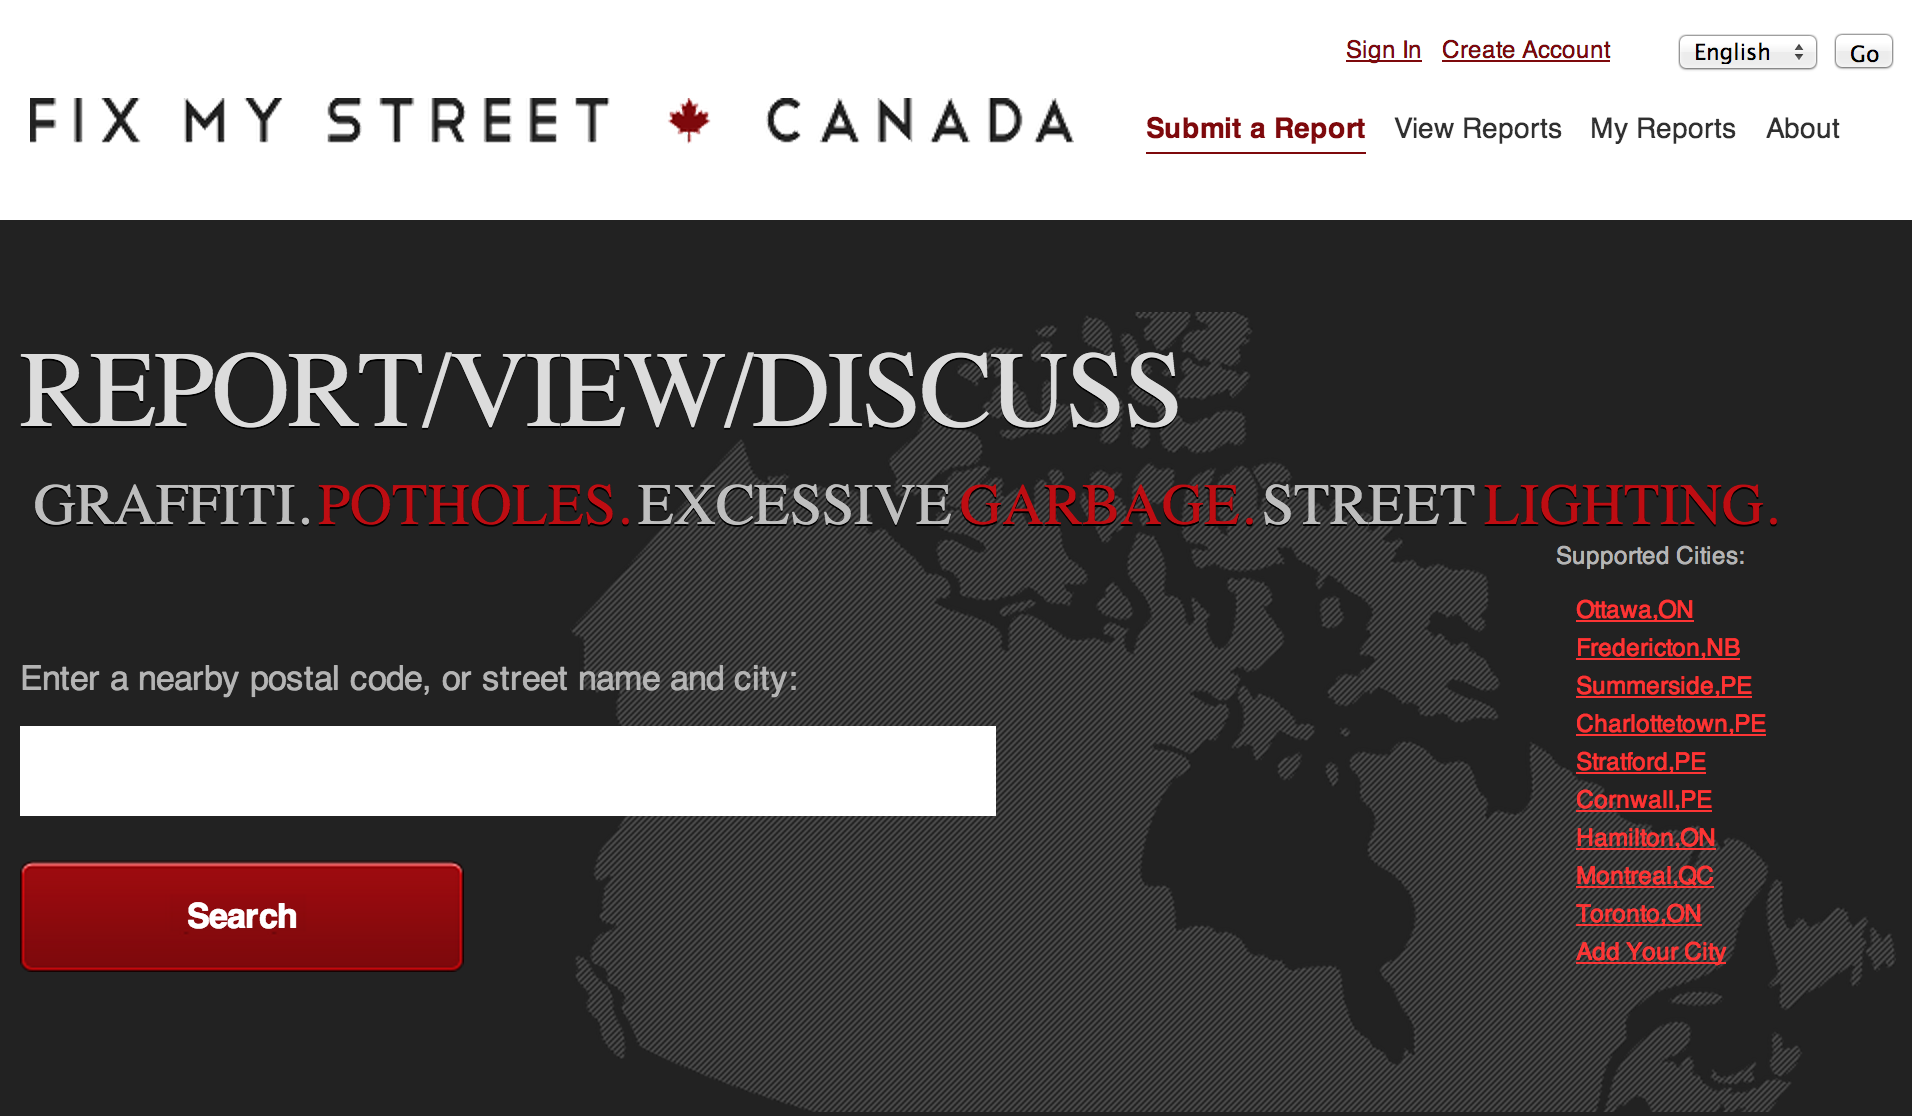 Sign In Create Account English Go
FIX MY STREET CANADA
Submit a Report View Reports My Reports About
REPORT/VIEW/DISCUSS
GRAFFITI. POTHOLES. EXCESSIVE GARBAGE. STREET LIGHTING.
Supported Cities:
Ottawa,ON
Fredericton,NB
Summerside,PE
Charlottetown,PE
Stratford,PE
Cornwall,PE
Hamilton,ON
Montreal,QC
Toronto,ON
Add Your City
Enter a nearby postal code, or street name and city:
Search